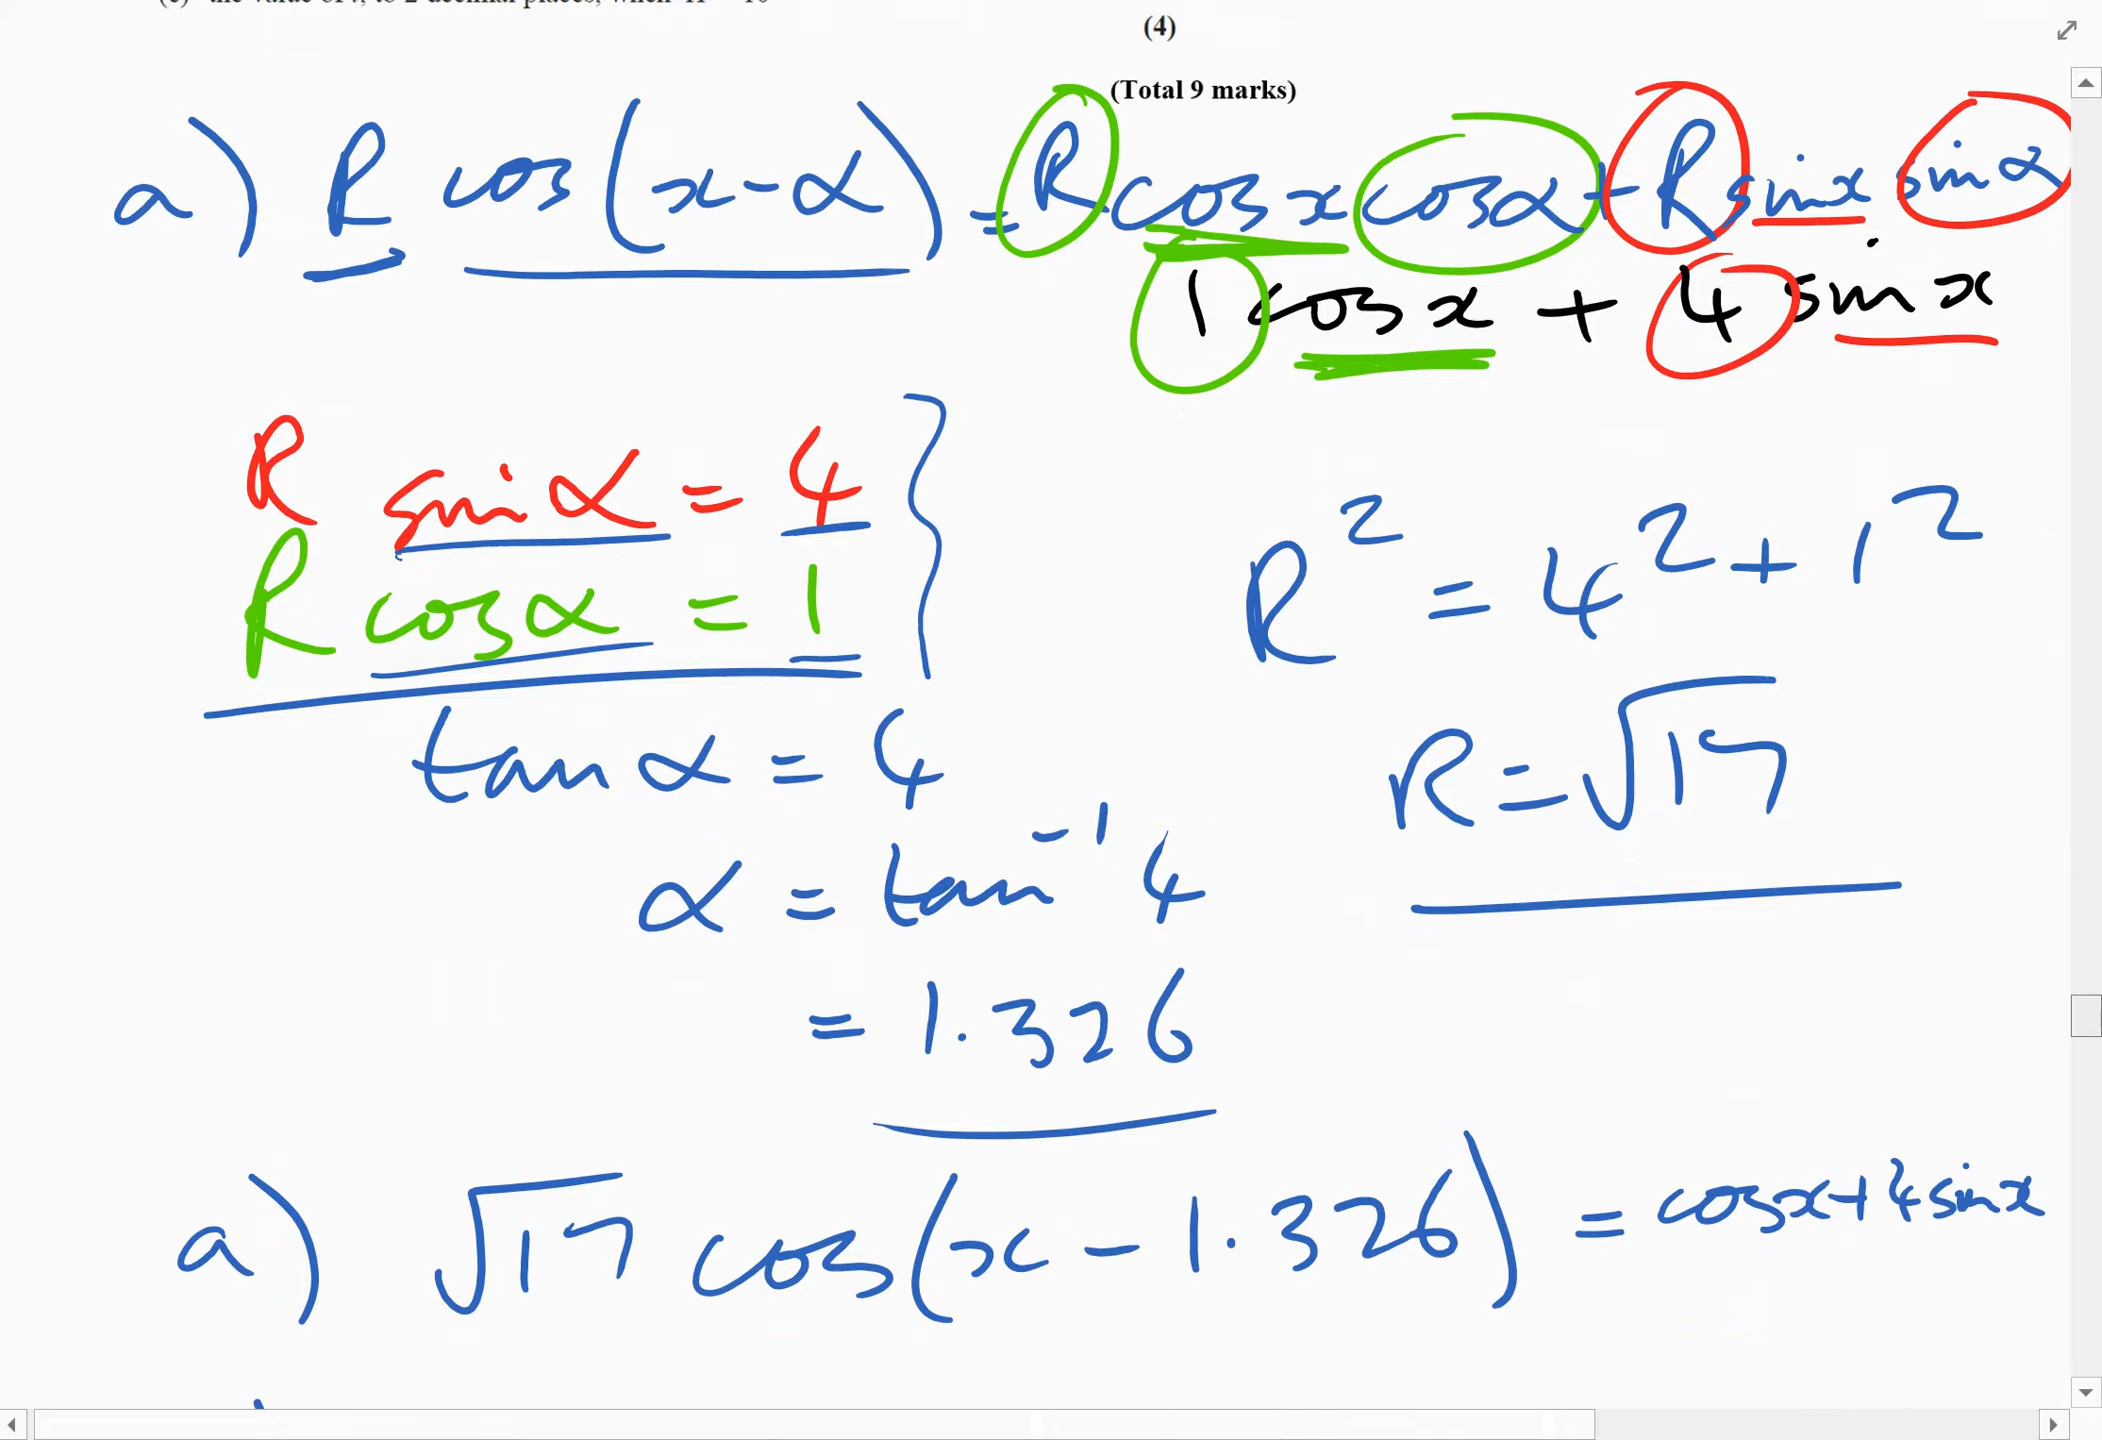 (4)
(Total 9 marks)
a) R cos(x-α) = R cos x cos α + R sin x sin α
1 cos x + 4 sin x
R sin α = 4
R cos α = 1
R² = 4² + 1²
R = √17
tan α = 4
α = tan⁻¹ 4
= 1.326
a) √17 cos(x - 1.326) = cos x + 4 sin x